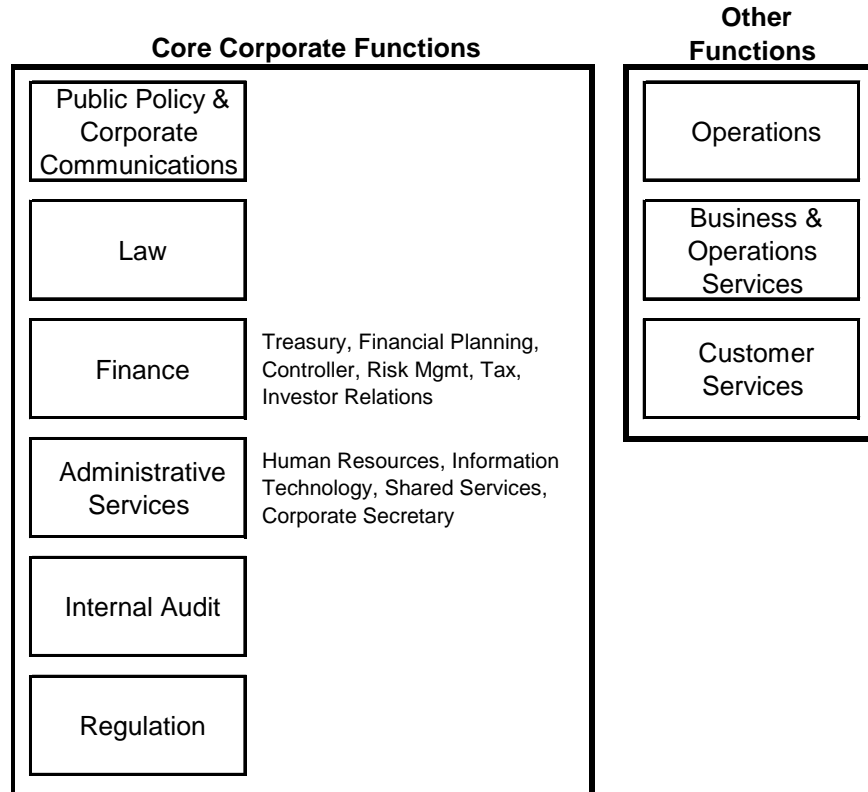 Core Corporate Functions
Public Policy &
Corporate
Communications
Law
Finance
Treasury, Financial Planning,
Controller, Risk Mgmt, Tax,
Investor Relations
Administrative
Services
Human Resources, Information
Technology, Shared Services,
Corporate Secretary
Internal Audit
Regulation
Other
Functions
Operations
Business &
Operations
Services
Customer
Services